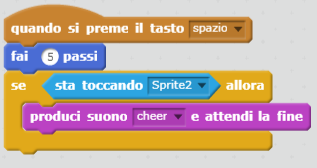 quando si preme il tasto spazio
fai 5 passi
se sta toccando Sprite2 allora
produci suono cheer e attendi la fine